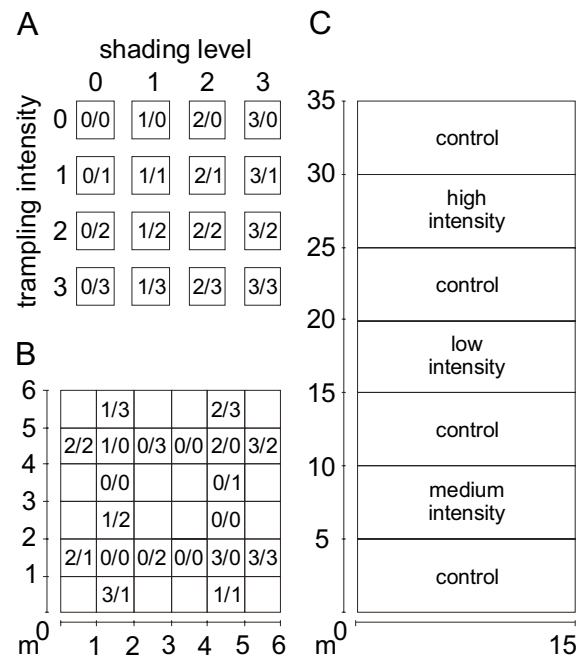 A
shading level
0 1 2 3
trampling intensity
0 0/0 1/0 2/0 3/0
1 0/1 1/1 2/1 3/1
2 0/2 1/2 2/2 3/2
3 0/3 1/3 2/3 3/3
B
6
5
4
3
2
1
0
m
1/3 2/3
2/2 1/0 0/3 0/0 2/0 3/2
0/0 0/1
1/2 0/0
2/1 0/0 0/2 0/0 3/0 3/3
3/1 1/1
1 2 3 4 5 6
C
35
30
25
20
15
10
5
0
m
control
high
intensity
control
low
intensity
control
medium
intensity
control
15